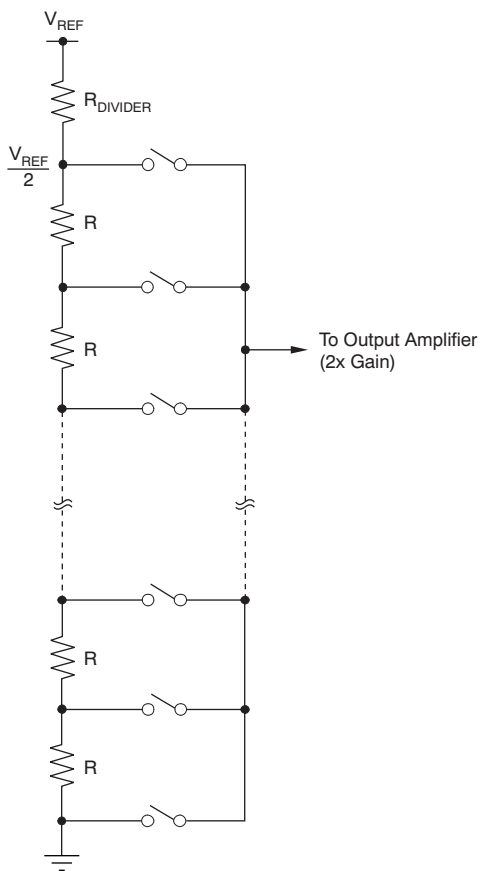 VREF
RDIVIDER
VREF
2
R
R
To Output Amplifier
(2x Gain)
R
R